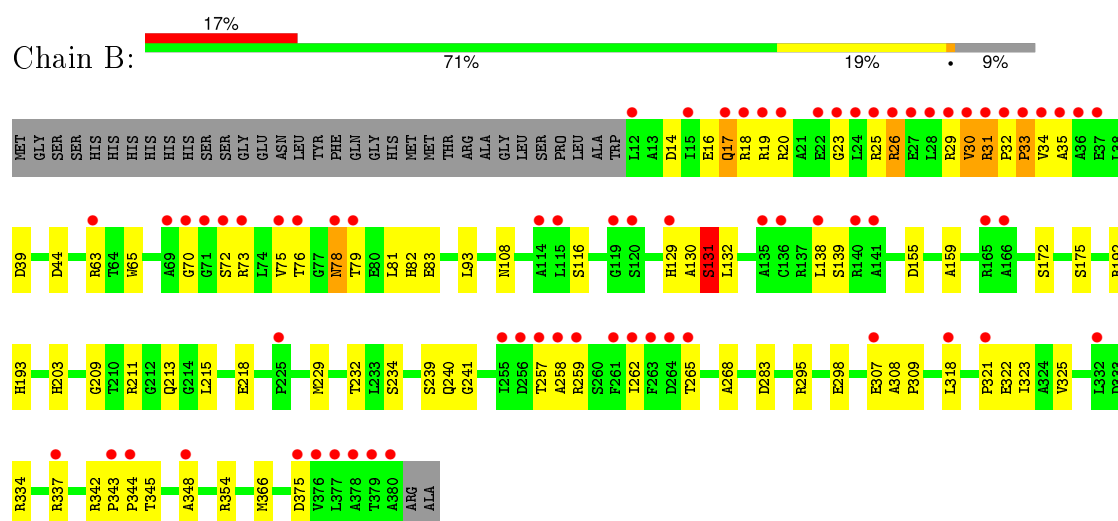 17%
Chain B:
71% 19% • 9%
MET GLY SER SER HIS HIS HIS HIS HIS HIS SER SER GLY GLU ASN LEU TYR PHE GLN GLY HIS MET MET THR ARG ALA GLY LEU SER PRO LEU ALA TRP L12 A13 D14 I15 E16 Q17 R18 R19 R20 A21 E22 G23 L24 R25 R26 E27 L28 R29 V30 R31 P32 P33 V34 A35 A36 E37 L38
D39 D44 R63 T64 W65 A69 G70 G71 S72 R73 L74 V75 T76 G77 N78 T79 E80 L81 H82 E83 L93 N108 A114 L115 S116 G119 S120 H129 A130 S131 L132 A135 C136 R137 L138 S139 R140 A141 D155 A159 R165 A166 S172 S175 R192
H193 H203 G209 T210 R211 G212 Q213 G214 L215 E218 P225 M229 T232 L233 S234 S239 Q240 G241 I255 D256 T257 A258 R259 S260 F261 I262 F263 D264 T265 A268 D283 R295 E298 E307 A308 P309 L318 P321 E322 I323 A324 V325 L332
R334 R337 R342 P343 P344 T345 A348 R354 M366 D375 V376 L377 A378 T379 A380 ARG ALA